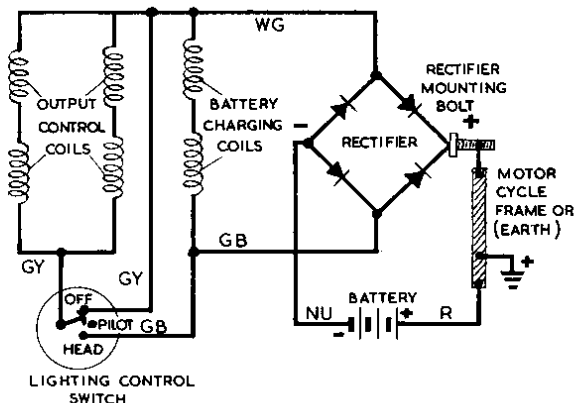 WG
OUTPUT
CONTROL
COILS
BATTERY
CHARGING
COILS
RECTIFIER
RECTIFIER
MOUNTING
BOLT
+
-
MOTOR
CYCLE
FRAME OR
(EARTH)
+
GY
GY
GB
OFF
PILOT
GB
HEAD
NU
BATTERY
-
+
R
LIGHTING CONTROL
SWITCH